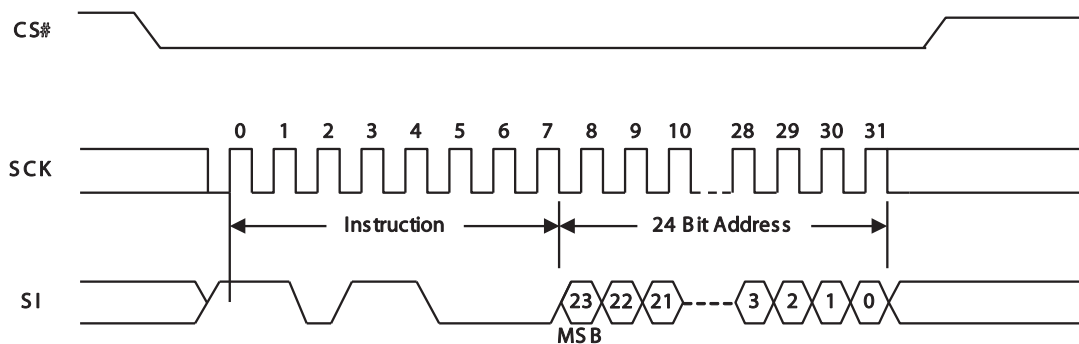 CS#
0 1 2 3 4 5 6 7 8 9 10 28 29 30 31
SCK
Instruction 24 Bit Address
SI 23 22 21 3 2 1 0
MSB